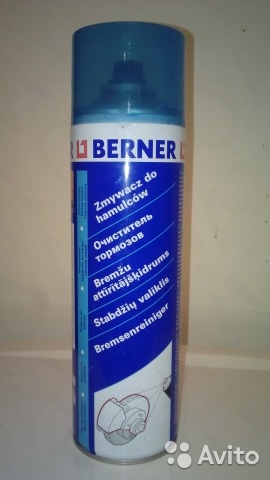 BERNER
Zmywacz do
hamulców
Очиститель
тормозов
Bremžu
attīrītājšķidrums
Stabdžių valiklis
Bremsenreiniger
Avito